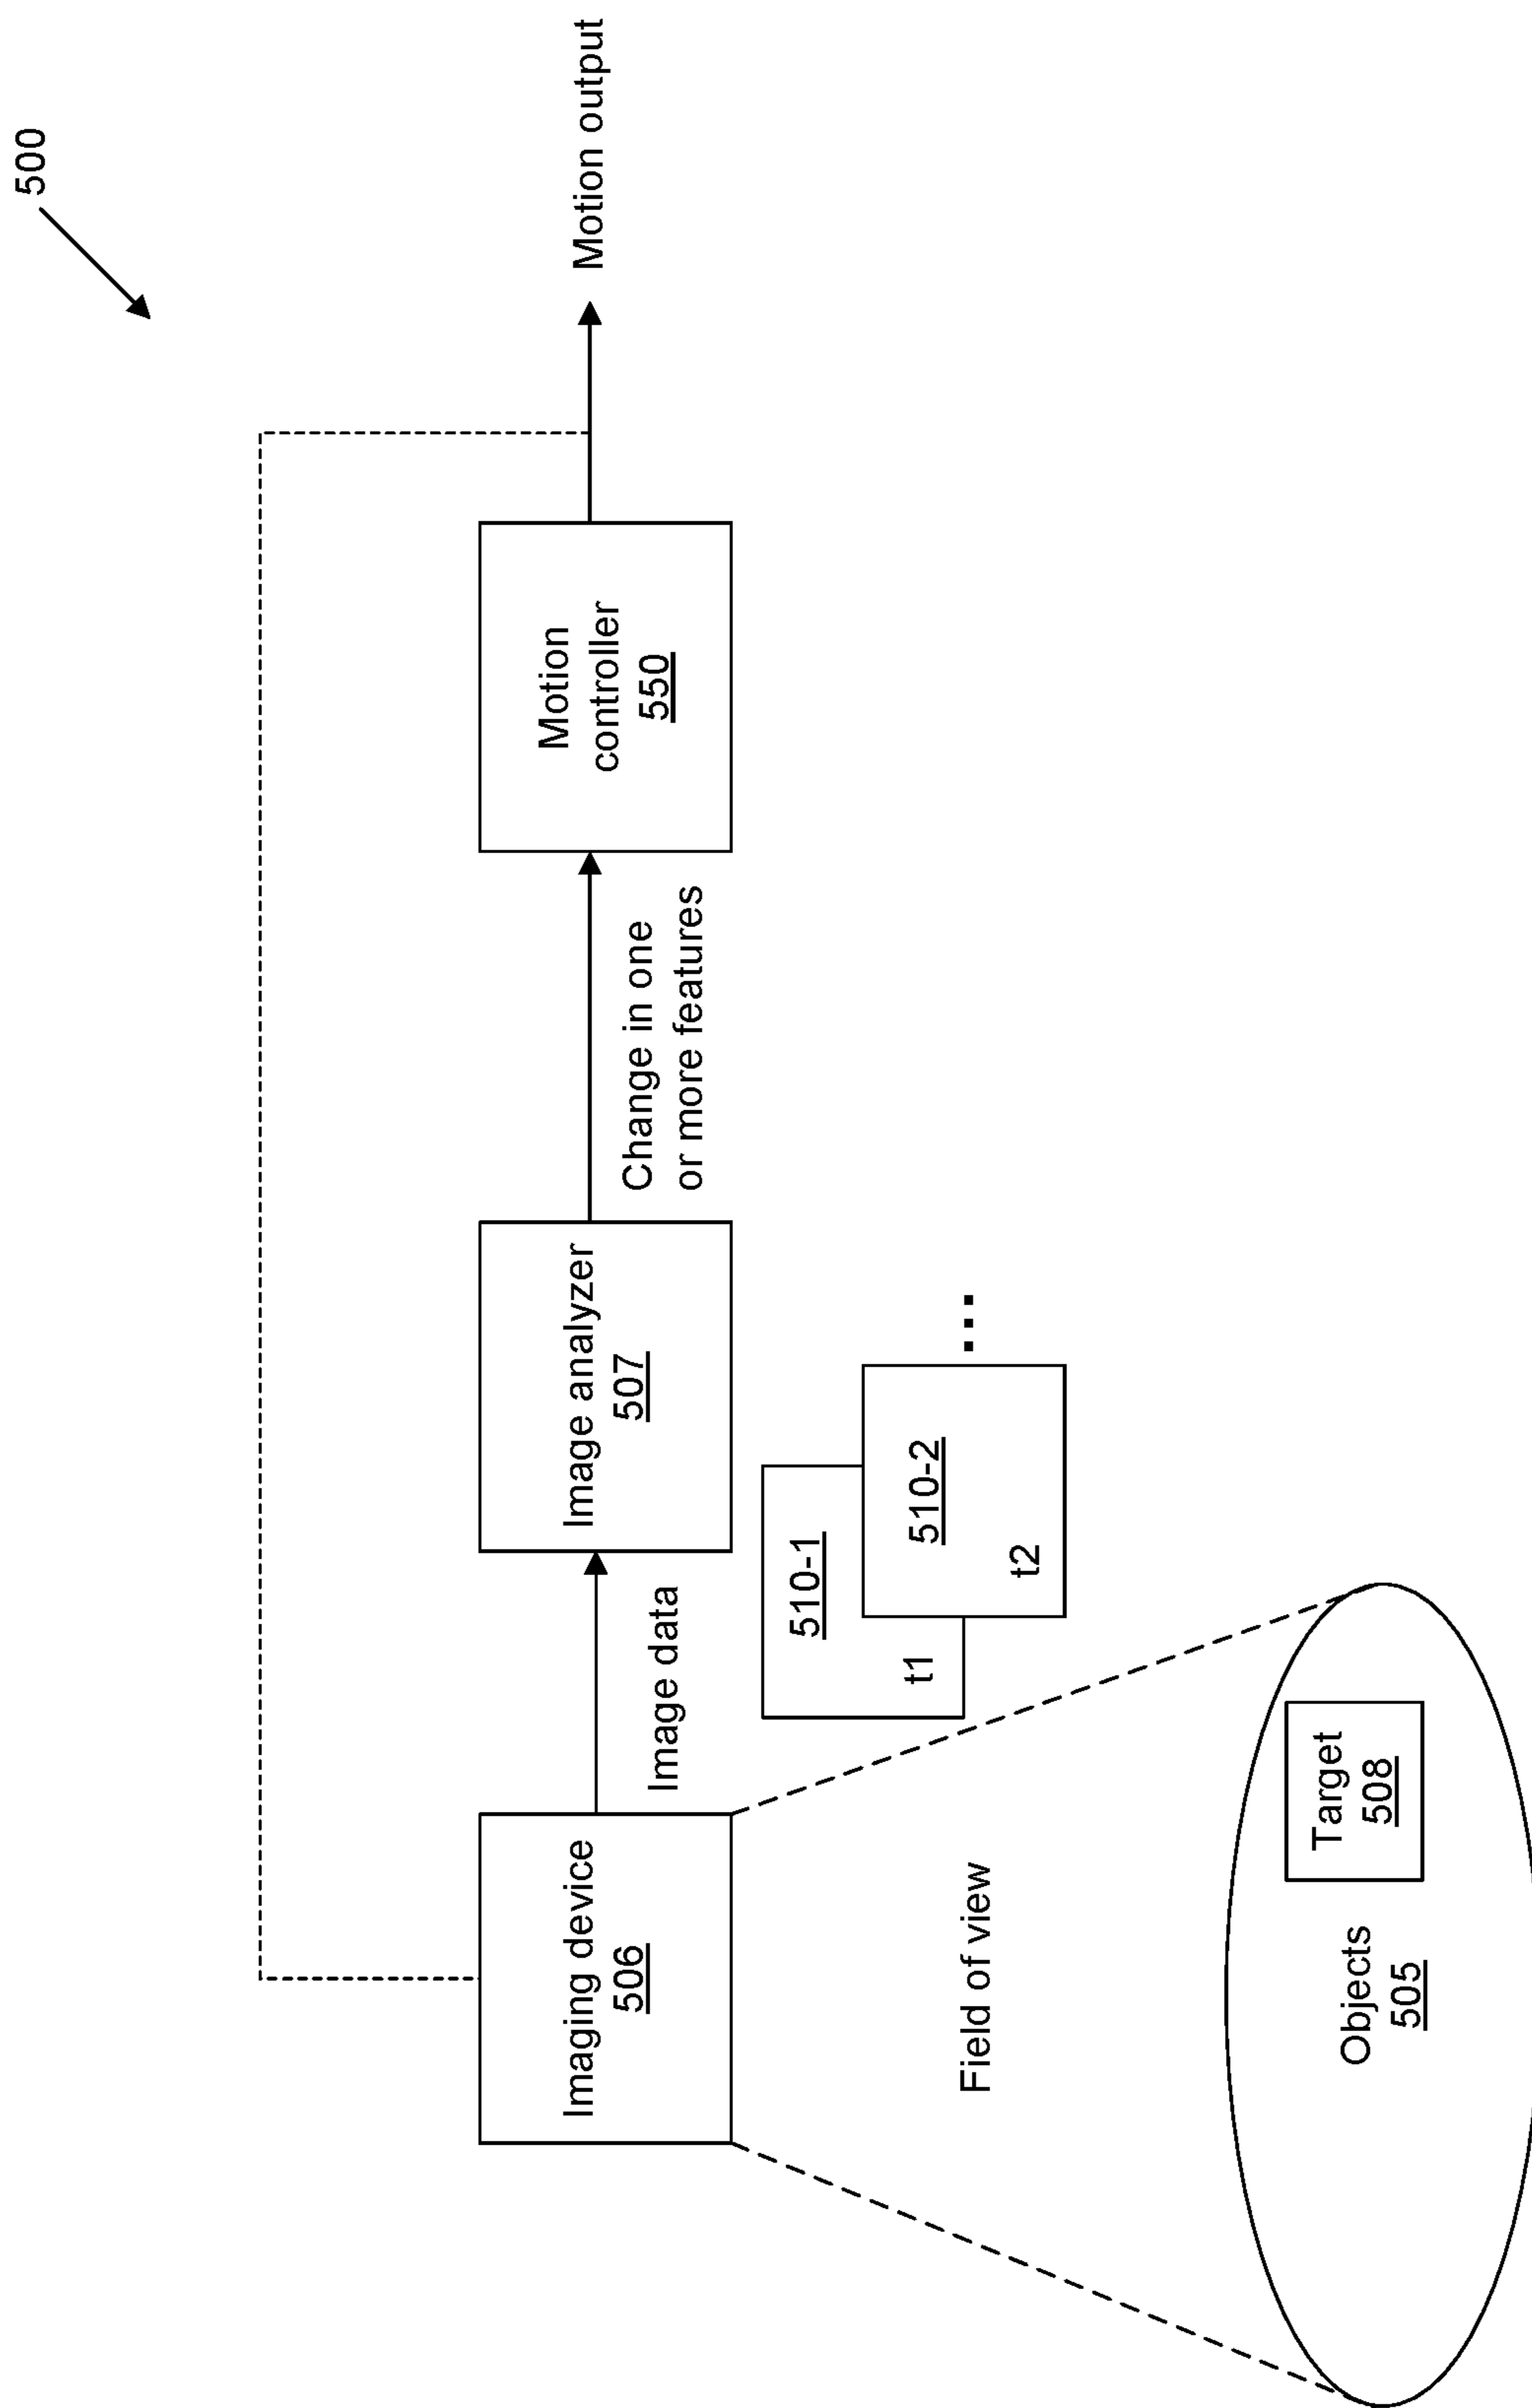 500
Imaging device
506
Image data
Image analyzer
507
Change in one
or more features
Motion
controller
550
Motion output
510-1
t1
510-2
t2
...
Field of view
Target
508
Objects
505